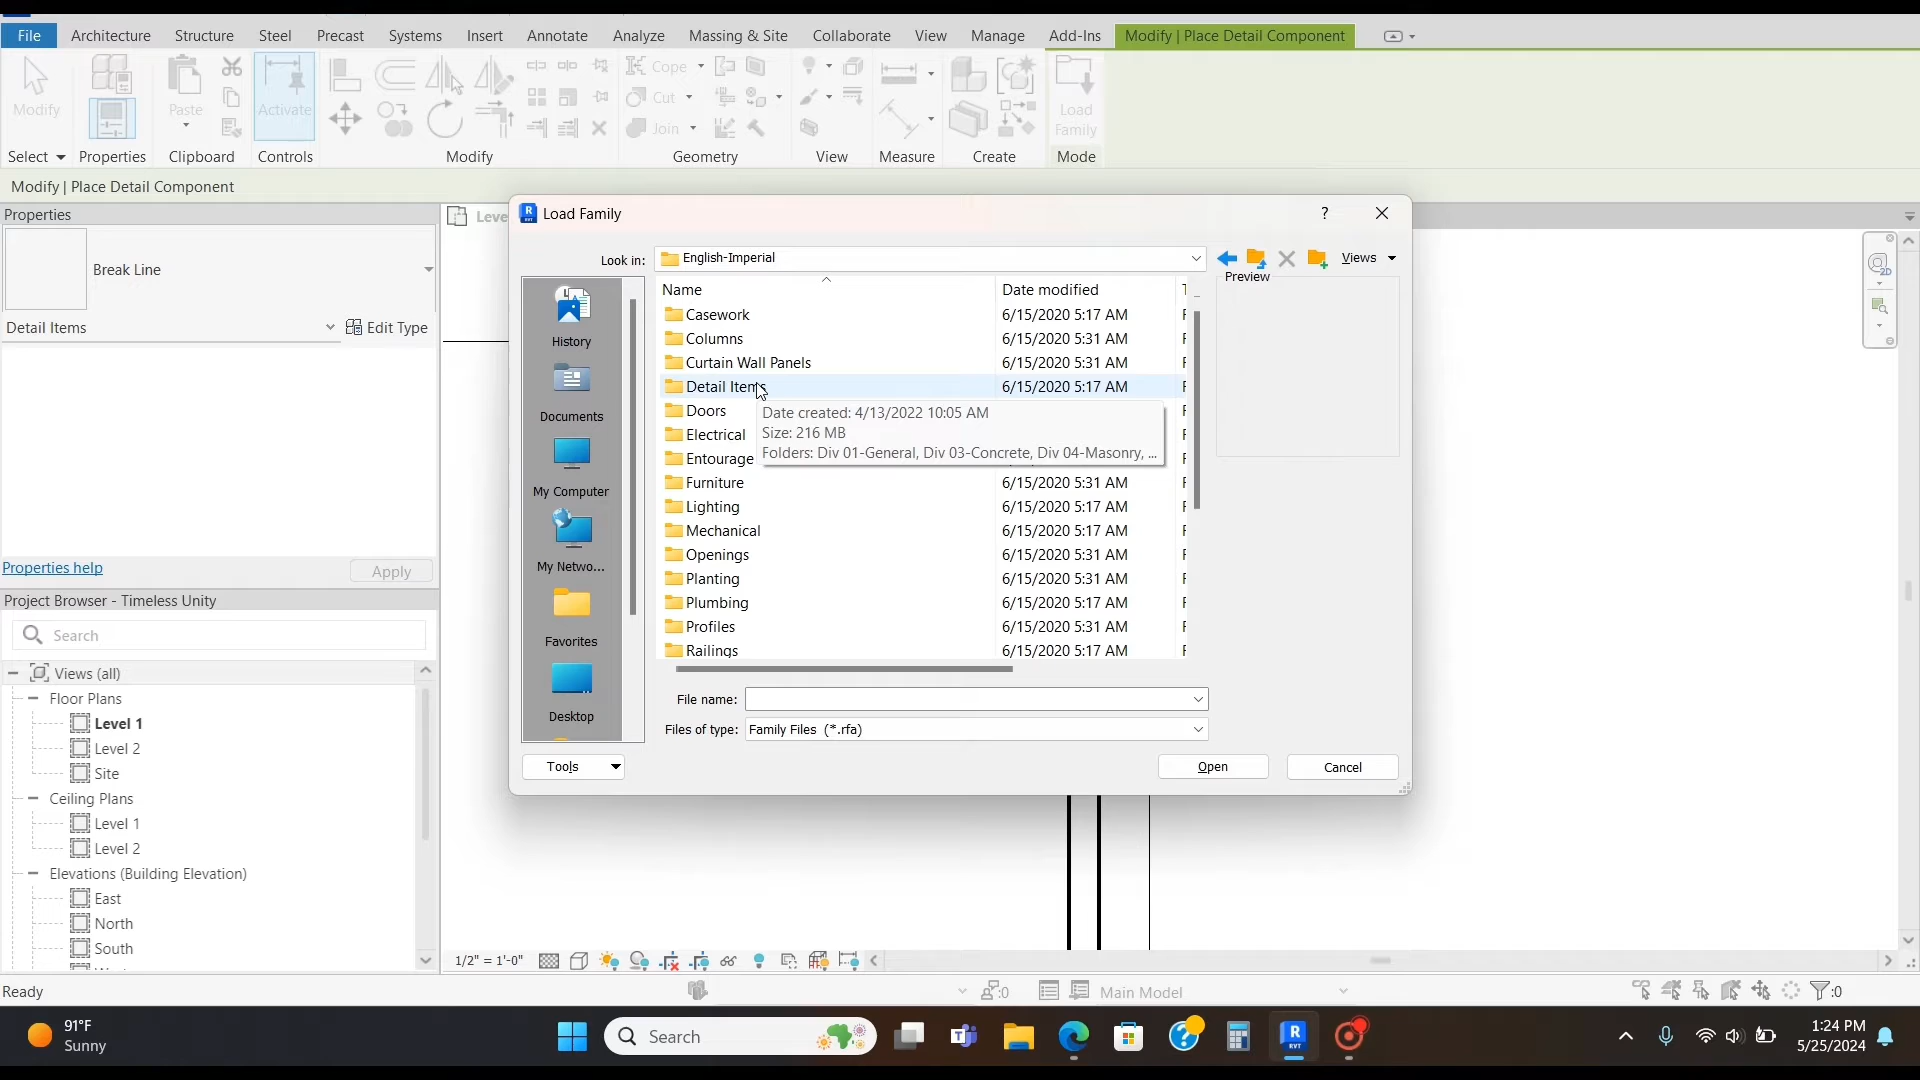 File Architecture Structure Steel Precast Systems Insert Annotate Analyze Massing & Site Collaborate View Manage Add-Ins Modify | Place Detail Component
Modify Paste Activate Cope Cut Join Load Family
Select Properties Clipboard Controls Modify Geometry View Measure Create Mode
Modify | Place Detail Component
Properties
Break Line
Detail Items Edit Type
Properties help Apply
Project Browser - Timeless Unity
Search
Views (all)
Floor Plans
Level 1
Level 2
Site
Ceiling Plans
Level 1
Level 2
Elevations (Building Elevation)
East
North
South
Load Family ?
Look in: English-Imperial Views
Preview
History
Documents
My Computer
My Netwo...
Favorites
Desktop
Name Date modified
Casework 6/15/2020 5:17 AM
Columns 6/15/2020 5:31 AM
Curtain Wall Panels 6/15/2020 5:31 AM
Detail Items 6/15/2020 5:17 AM
Doors
Electrical
Entourage
Date created: 4/13/2022 10:05 AM
Size: 216 MB
Folders: Div 01-General, Div 03-Concrete, Div 04-Masonry, ...
Furniture 6/15/2020 5:31 AM
Lighting 6/15/2020 5:17 AM
Mechanical 6/15/2020 5:17 AM
Openings 6/15/2020 5:31 AM
Planting 6/15/2020 5:31 AM
Plumbing 6/15/2020 5:17 AM
Profiles 6/15/2020 5:31 AM
Railings 6/15/2020 5:17 AM
File name:
Files of type: Family Files (*.rfa)
Tools Open Cancel
1/2" = 1'-0"
Ready :0 Main Model :0
91°F
Sunny
Search
1:24 PM
5/25/2024